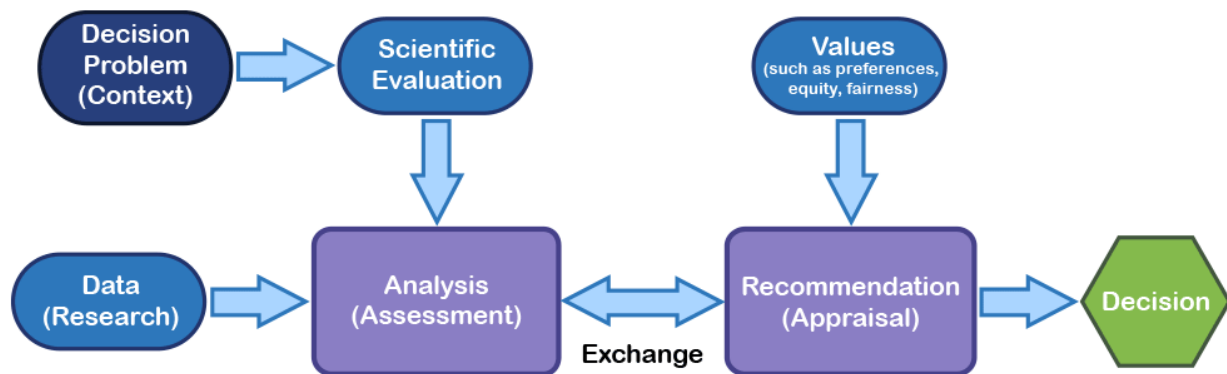 Decision
Problem
(Context)
Scientific
Evaluation
Values
(such as preferences,
equity, fairness)
Data
(Research)
Analysis
(Assessment)
Exchange
Recommendation
(Appraisal)
Decision